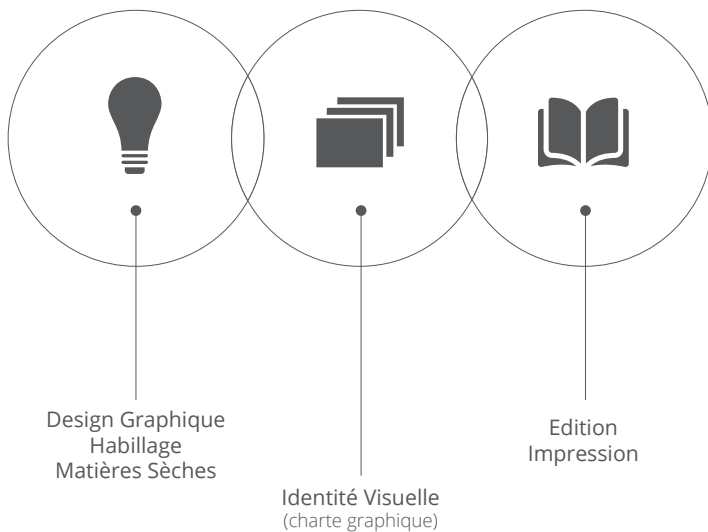 Design Graphique
Habillage
Matières Sèches
Identité Visuelle
(charte graphique)
Edition
Impression